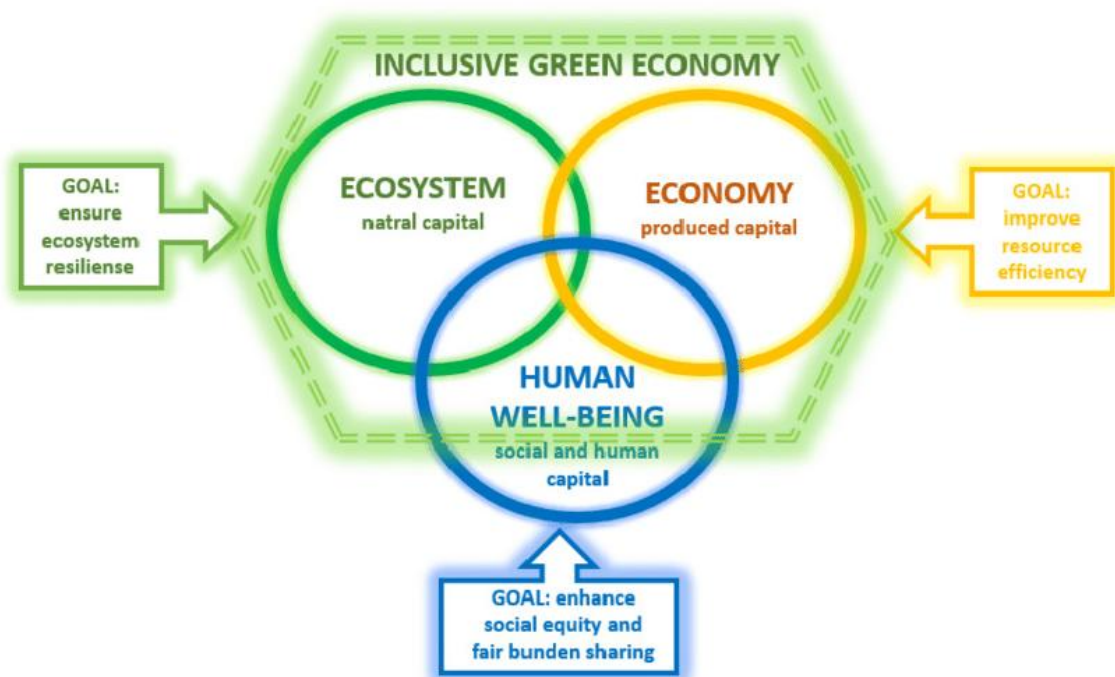 INCLUSIVE GREEN ECONOMY
ECOSYSTEM
natral capital
ECONOMY
produced capital
GOAL:
ensure
ecosystem
resiliense
GOAL:
improve
resource
efficiency
HUMAN
WELL-BEING
social and human
capital
GOAL: enhance
social equity and
fair bunden sharing